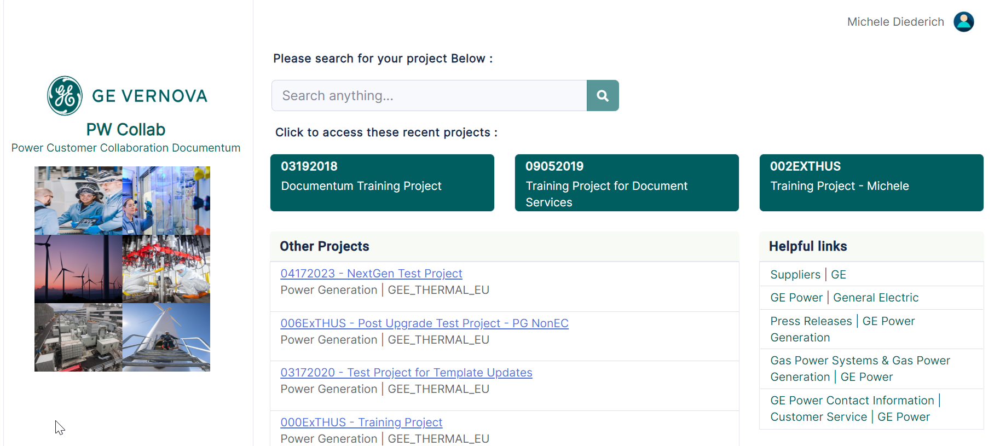 Michele Diederich
GE VERNOVA
PW Collab
Power Customer Collaboration Documentum
Please search for your project Below :
Search anything...
Click to access these recent projects :
03192018
Documentum Training Project
09052019
Training Project for Document
Services
002EXTHUS
Training Project - Michele
Other Projects
04172023 - NextGen Test Project
Power Generation | GEE_THERMAL_EU
006ExTHUS - Post Upgrade Test Project - PG NonEC
Power Generation | GEE_THERMAL_EU
03172020 - Test Project for Template Updates
Power Generation | GEE_THERMAL_EU
000ExTHUS - Training Project
Power Generation | GEE_THERMAL_EU
Helpful links
Suppliers | GE
GE Power | General Electric
Press Releases | GE Power
Generation
Gas Power Systems & Gas Power
Generation | GE Power
GE Power Contact Information |
Customer Service | GE Power